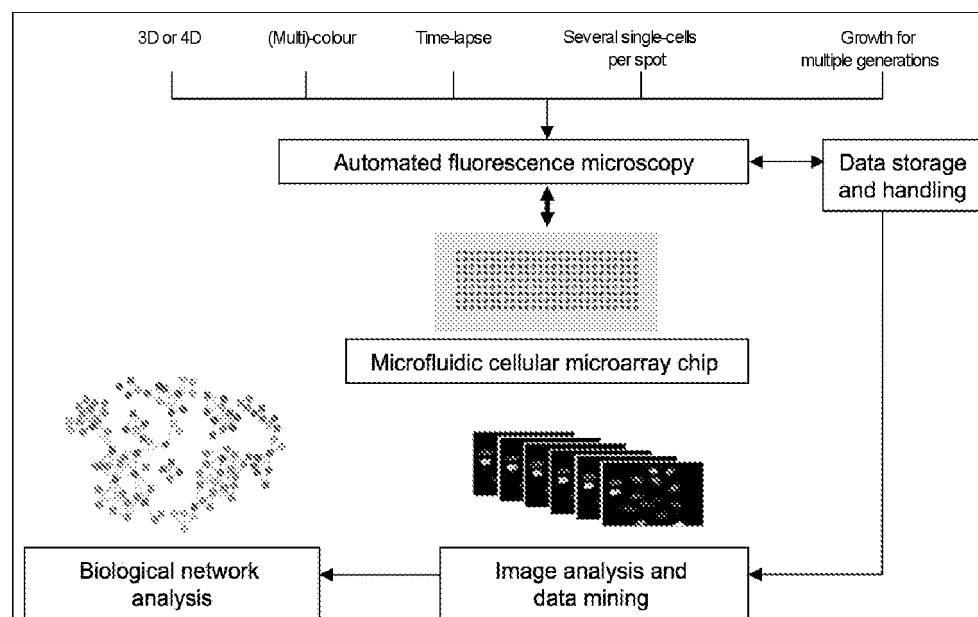 3D or 4D
(Multi)-colour
Time-lapse
Several single-cells
per spot
Growth for
multiple generations
Automated fluorescence microscopy
Data storage
and handling
Microfluidic cellular microarray chip
Biological network
analysis
Image analysis and
data mining